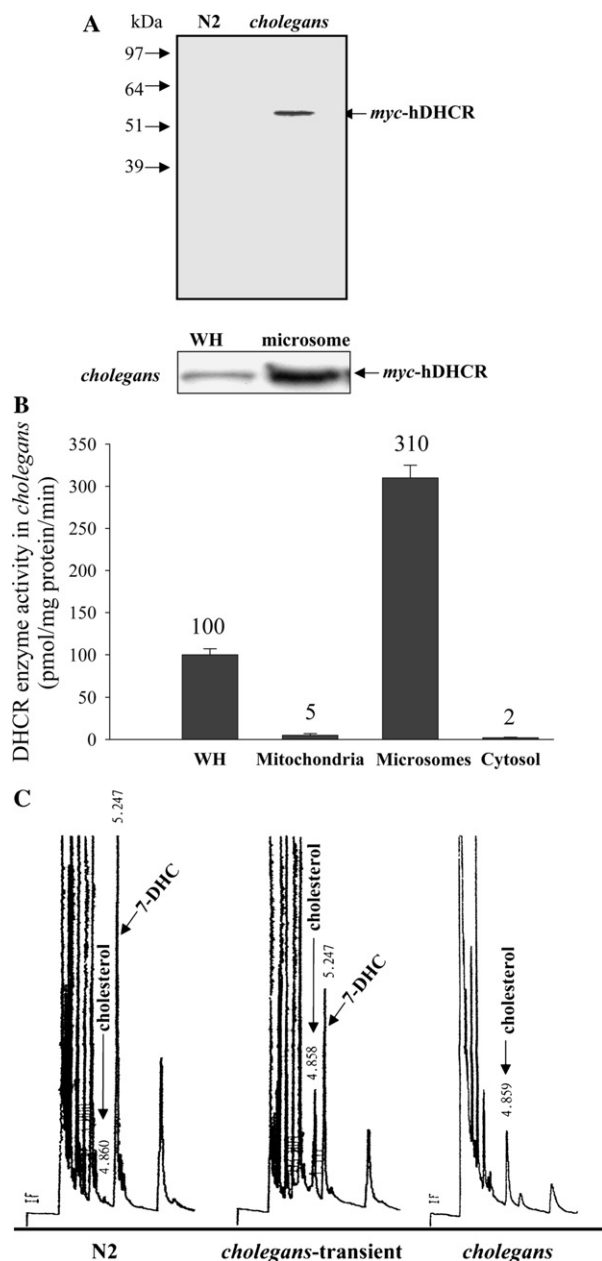 A kDa N2 cholegans
97
64
51
39
myc-hDHCR
WH microsome
cholegans
myc-hDHCR
B
DHCR enzyme activity in cholegans
(pmol/mg protein/min)
350
300
250
200
150
100
50
0
100
5
310
2
WH Mitochondria Microsomes Cytosol
C
5.247
7-DHC
cholesterol
4.860
IF
N2
cholesterol
4.858
5.247
7-DHC
cholegans-transient
cholesterol
4.859
IF
cholegans